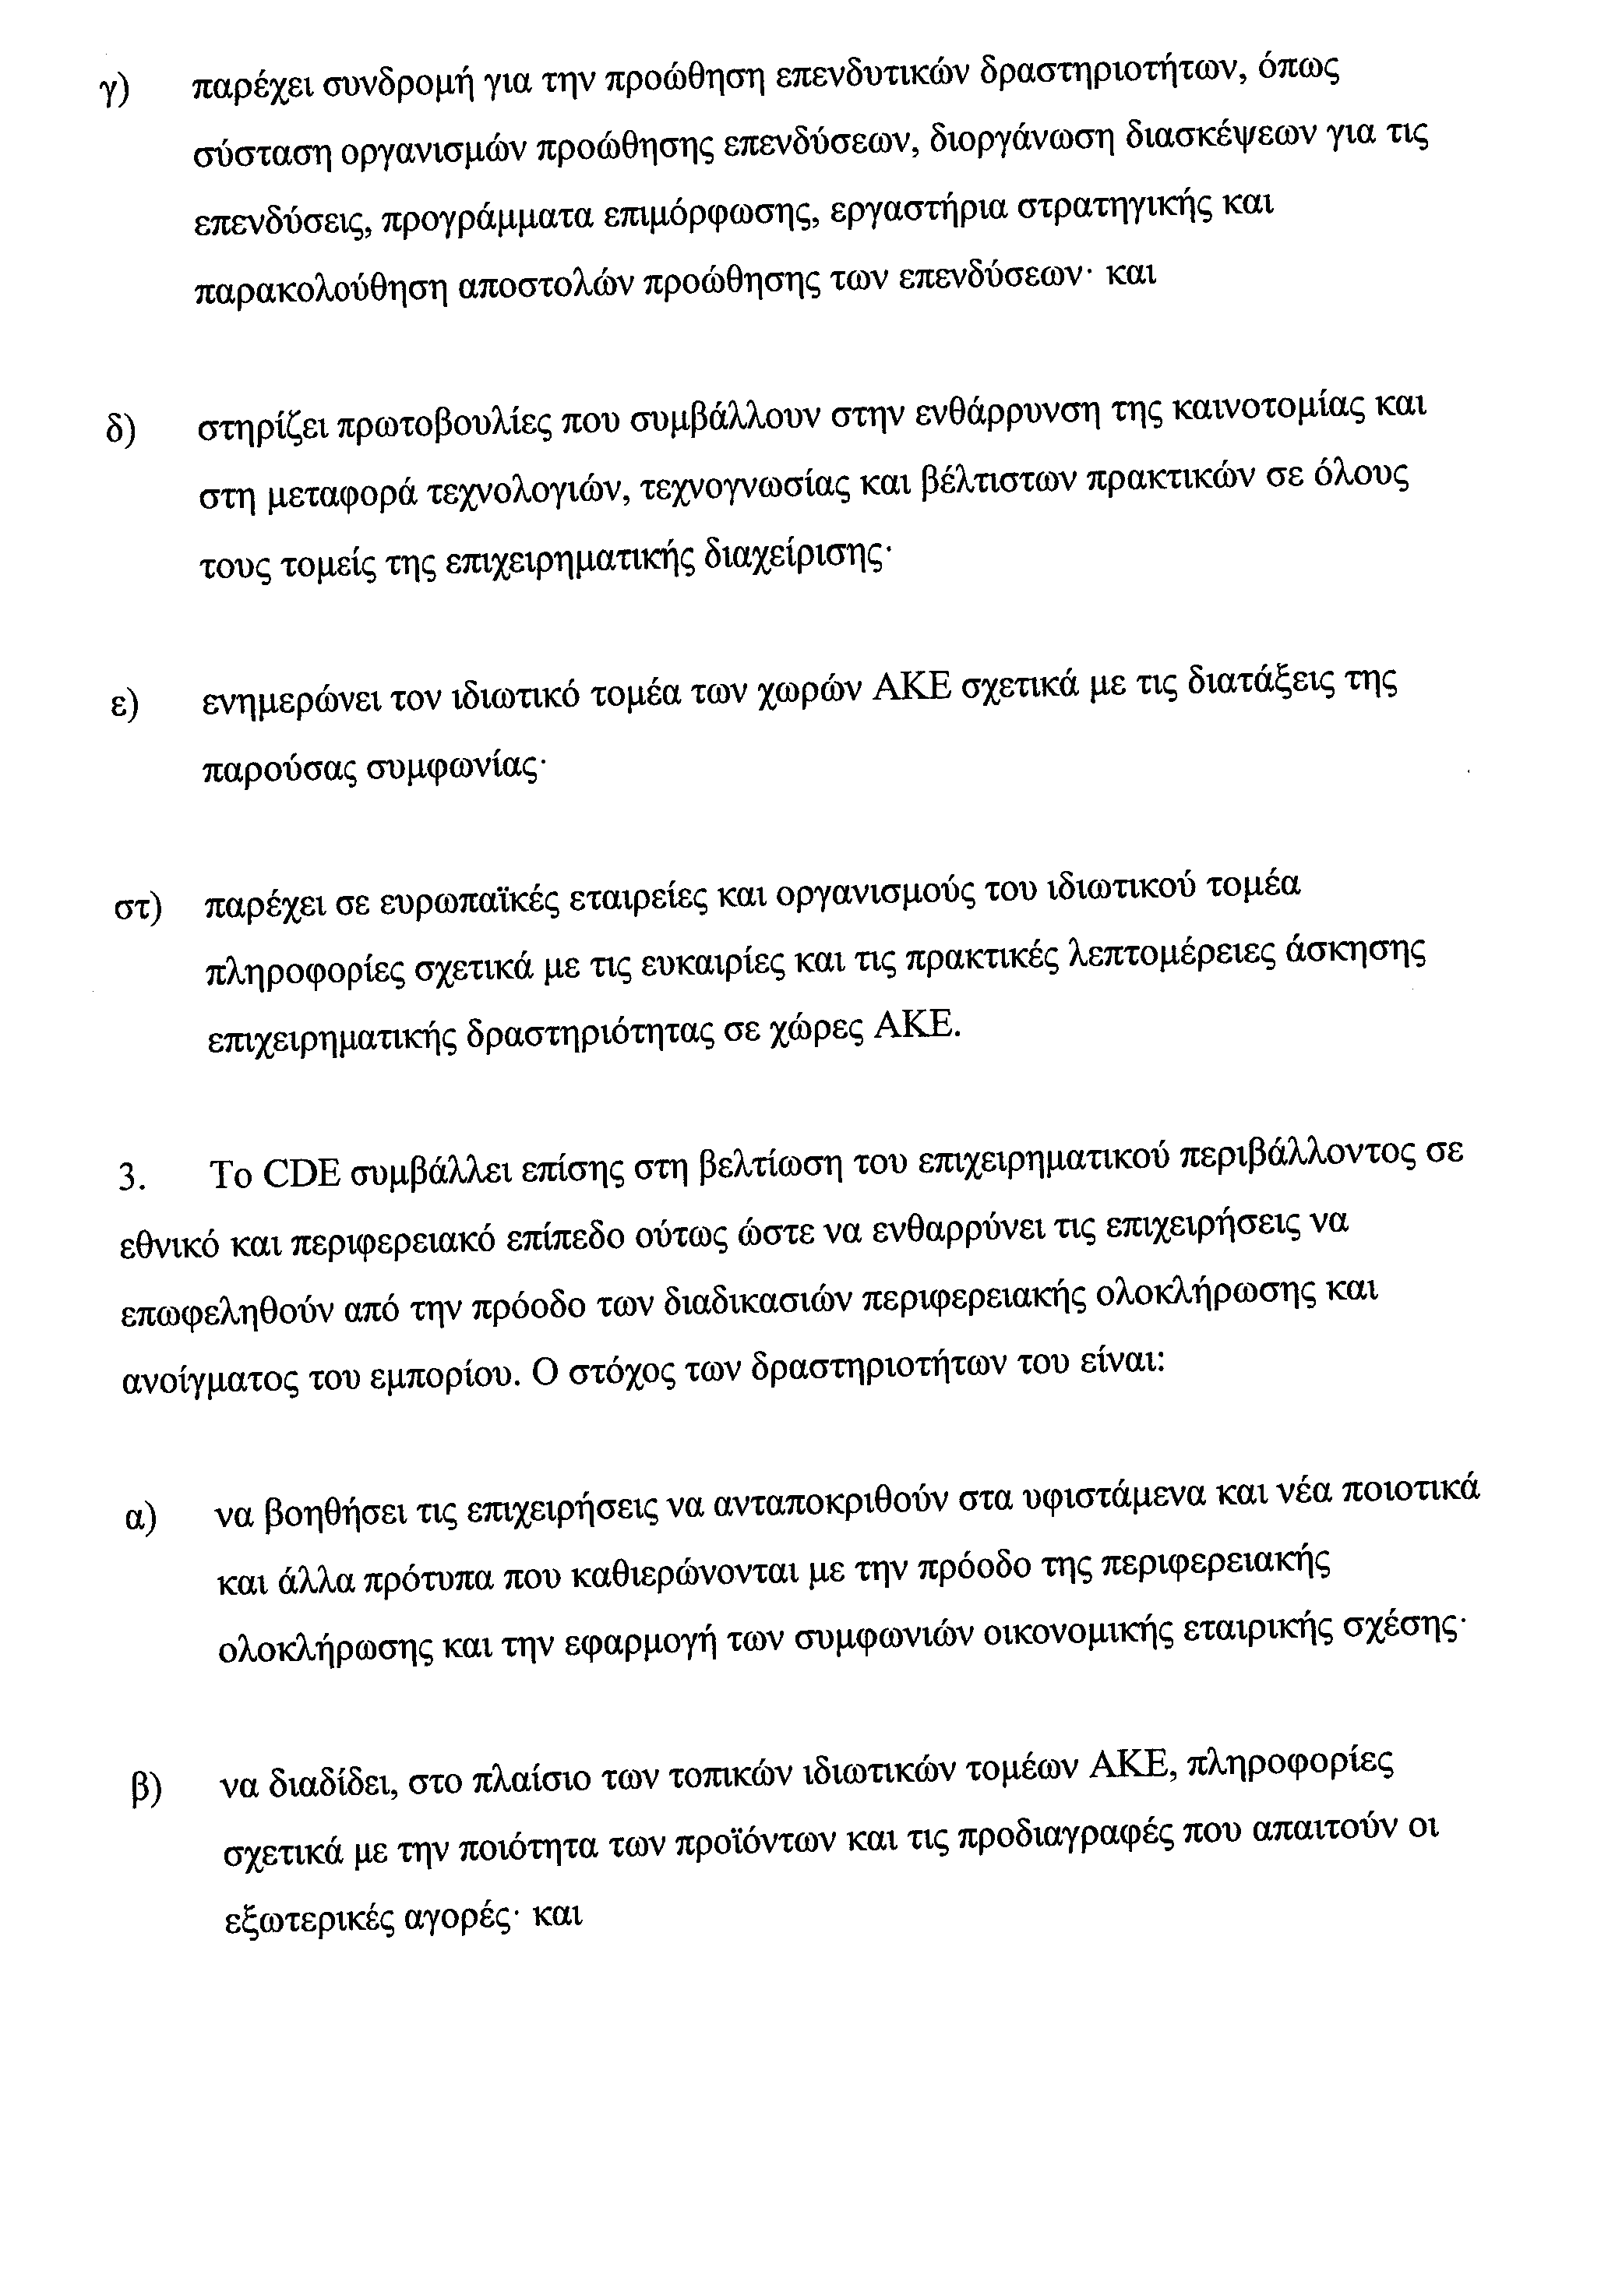 γ) παρέχει συνδρομή για την προώθηση επενδυτικών δραστηριοτήτων, όπως
σύσταση οργανισμών προώθησης επενδύσεων, διοργάνωση διασκέψεων για τις
επενδύσεις, προγράμματα επιμόρφωσης, εργαστήρια στρατηγικής και
παρακολούθηση αποστολών προώθησης των επενδύσεων· και
δ) στηρίζει πρωτοβουλίες που συμβάλλουν στην ενθάρρυνση της καινοτομίας και
στη μεταφορά τεχνολογιών, τεχνογνωσίας και βέλτιστων πρακτικών σε όλους
τους τομείς της επιχειρηματικής διαχείρισης·
ε) ενημερώνει τον ιδιωτικό τομέα των χωρών ΑΚΕ σχετικά με τις διατάξεις της
παρούσας συμφωνίας·
στ) παρέχει σε ευρωπαϊκές εταιρείες και οργανισμούς του ιδιωτικού τομέα
πληροφορίες σχετικά με τις ευκαιρίες και τις πρακτικές λεπτομέρειες άσκησης
επιχειρηματικής δραστηριότητας σε χώρες ΑΚΕ.
3. Το CDE συμβάλλει επίσης στη βελτίωση του επιχειρηματικού περιβάλλοντος σε
εθνικό και περιφερειακό επίπεδο ούτως ώστε να ενθαρρύνει τις επιχειρήσεις να
επωφεληθούν από την πρόοδο των διαδικασιών περιφερειακής ολοκλήρωσης και
ανοίγματος του εμπορίου. Ο στόχος των δραστηριοτήτων του είναι:
α) να βοηθήσει τις επιχειρήσεις να ανταποκριθούν στα υφιστάμενα και νέα ποιοτικά
και άλλα πρότυπα που καθιερώνονται με την πρόοδο της περιφερειακής
ολοκλήρωσης και την εφαρμογή των συμφωνιών οικονομικής εταιρικής σχέσης·
β) να διαδίδει, στο πλαίσιο των τοπικών ιδιωτικών τομέων ΑΚΕ, πληροφορίες
σχετικά με την ποιότητα των προϊόντων και τις προδιαγραφές που απαιτούν οι
εξωτερικές αγορές· και